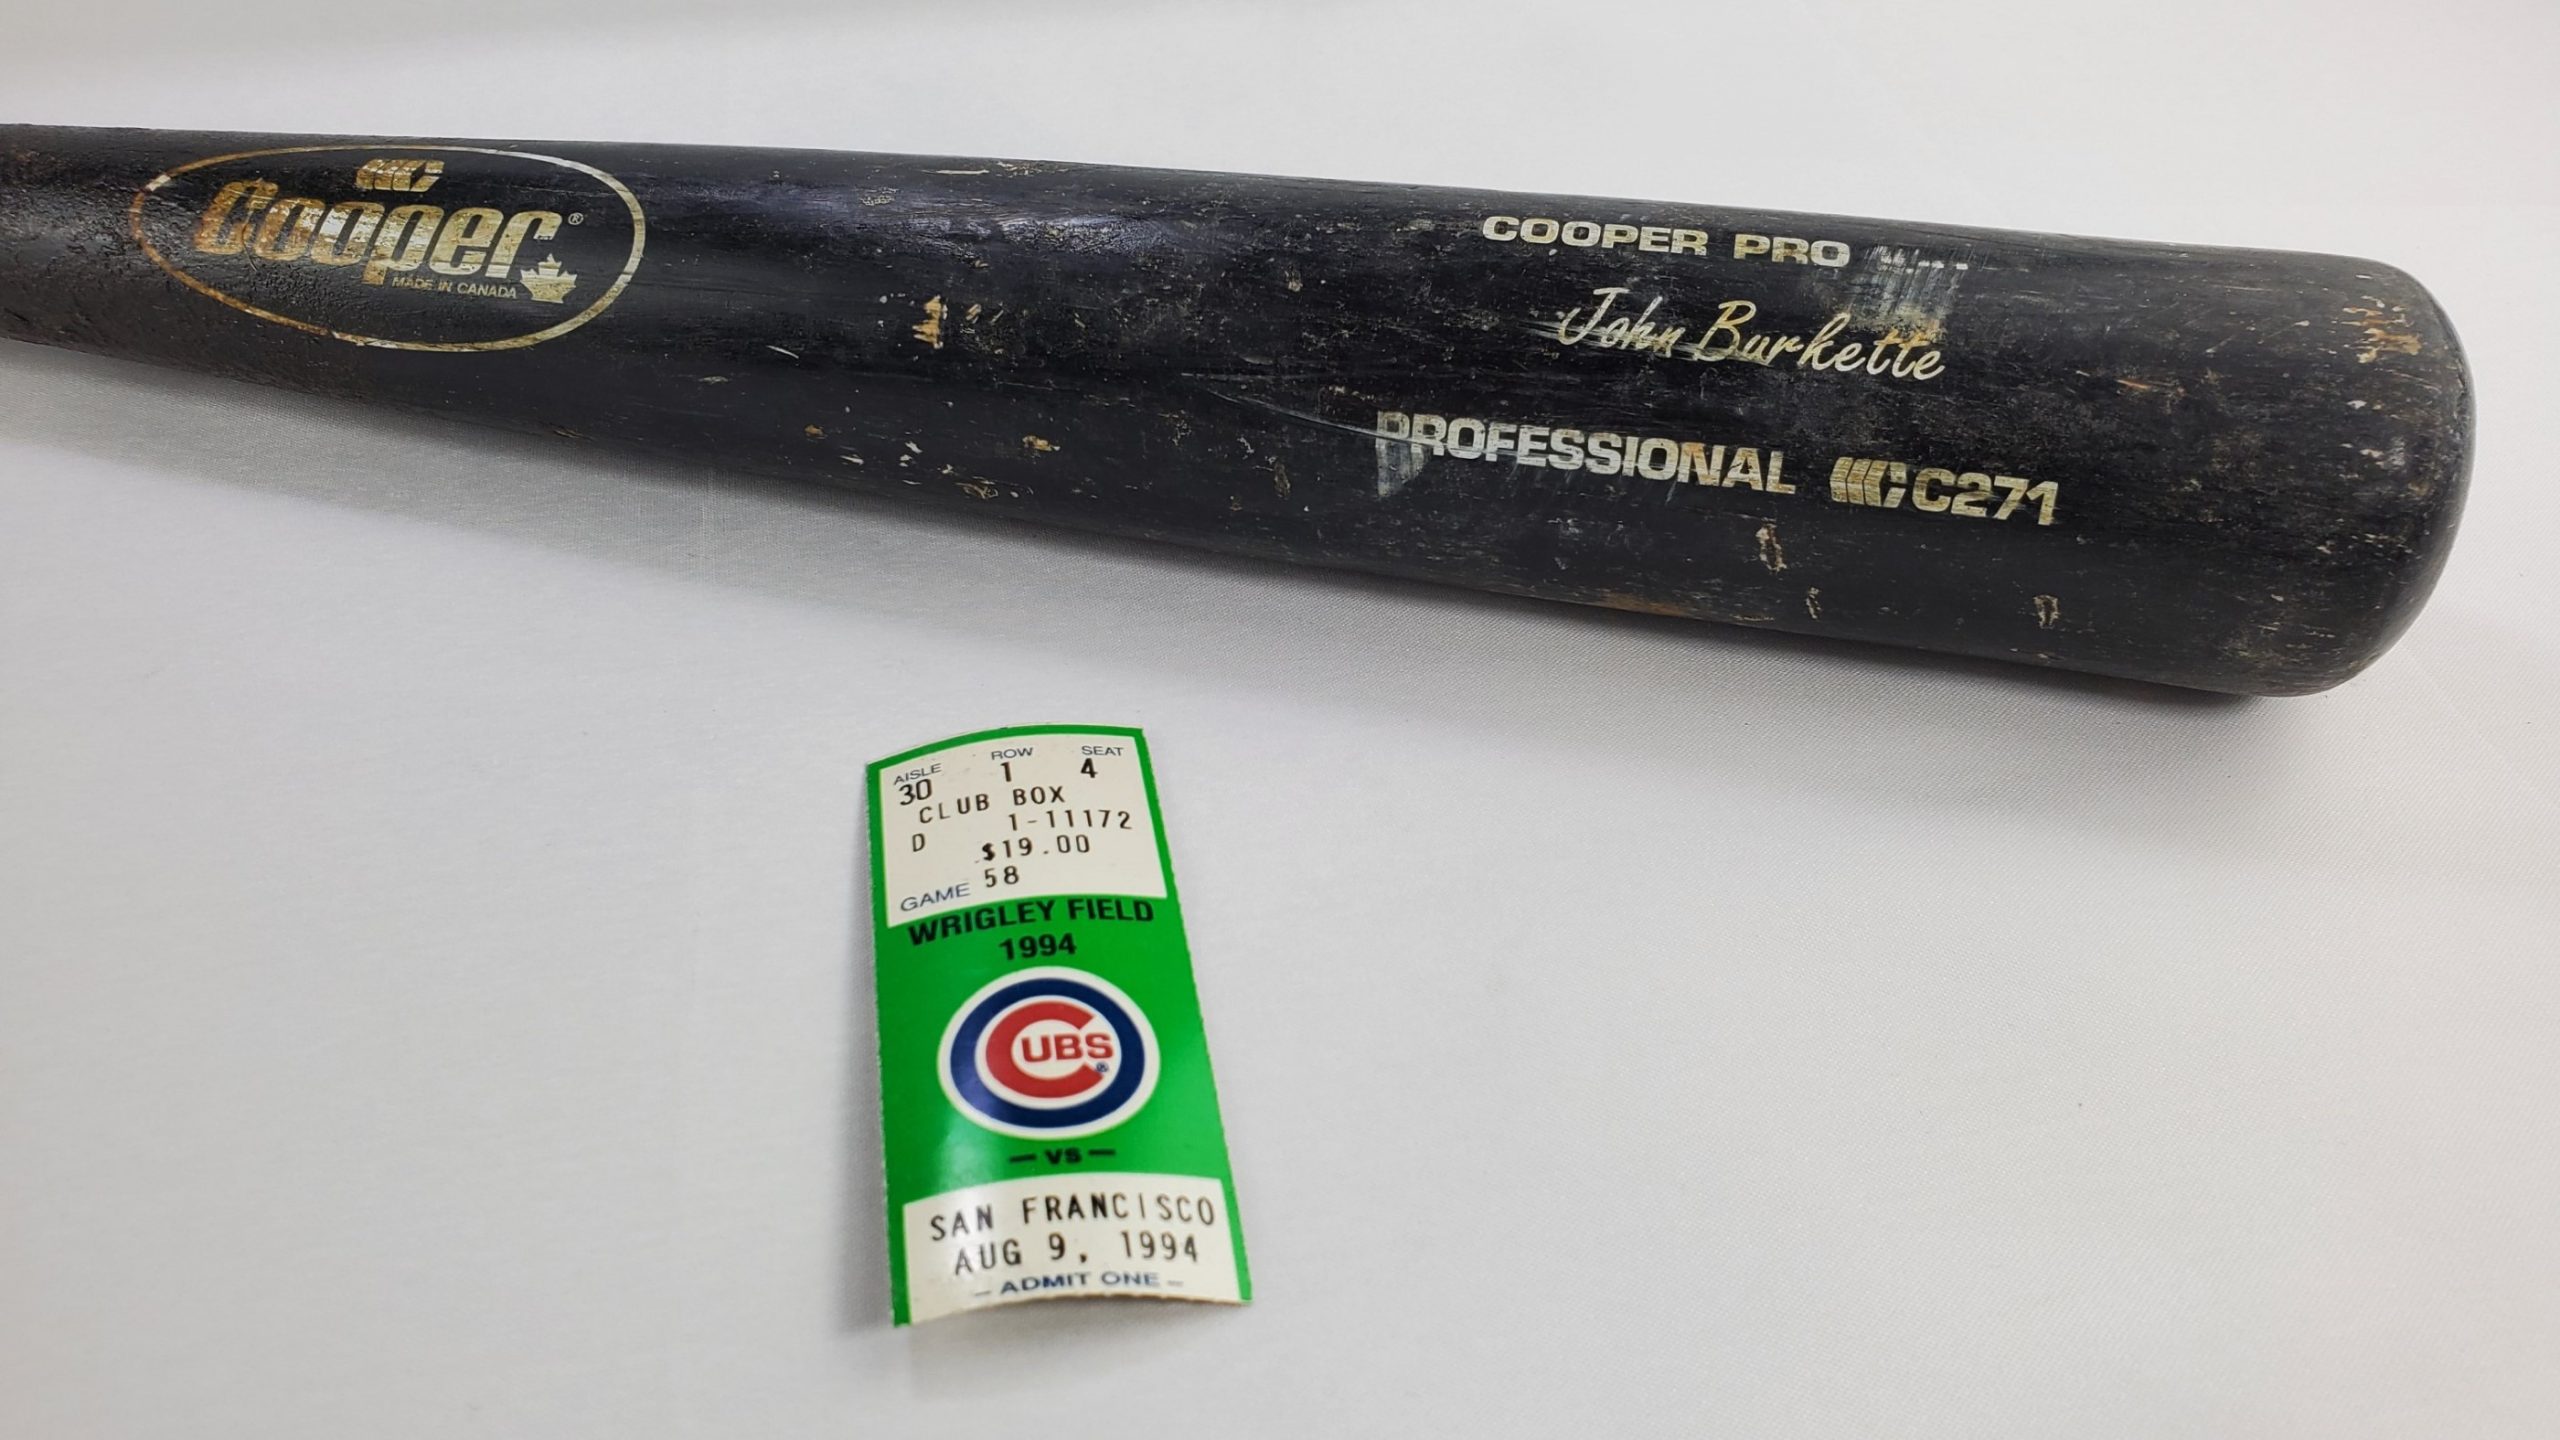 Cooper®
MADE IN CANADA
COOPER PRO
John Burkette
PROFESSIONAL C C271
AISLE ROW SEAT
30 1 4
CLUB BOX
D 1-11172
$19.00
GAME 58
WRIGLEY FIELD
1994
CUBS®
- vs -
SAN FRANCISCO
AUG 9, 1994
- ADMIT ONE -